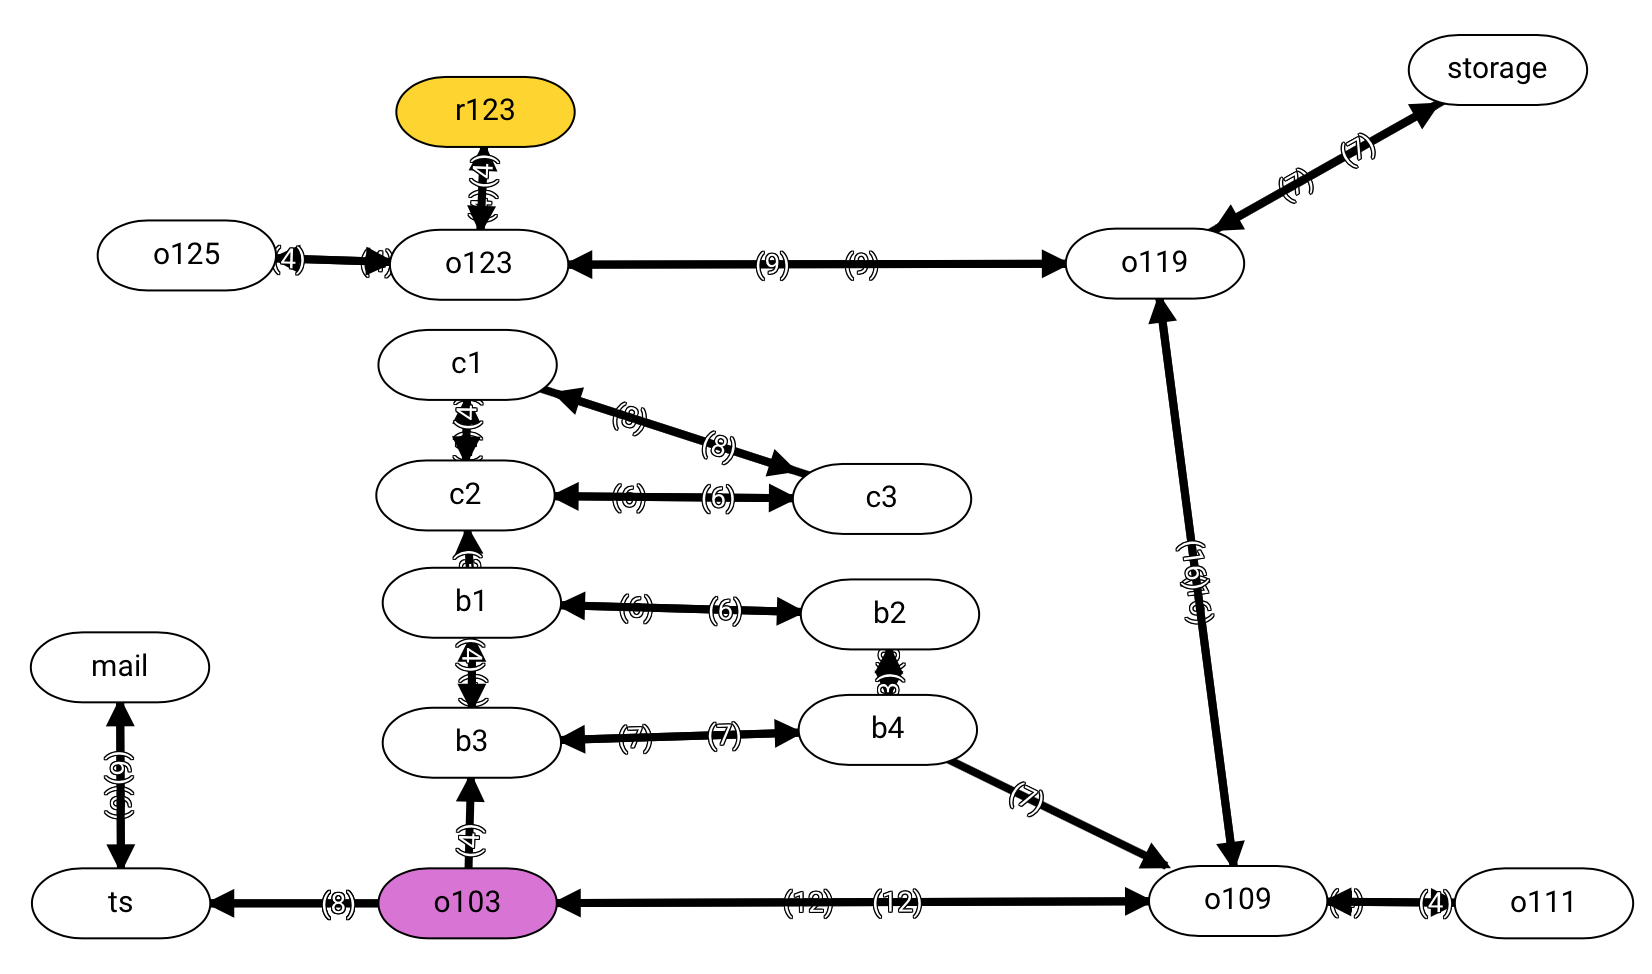 storage
r123
(4)
(7)
(7)
o125
(4)
o123
(9)
(9)
o119
c1
(4)
(8)
(8)
c2
(6)
(6)
c3
b1
(6)
(6)
b2
(4)
(3)
mail
b3
(7)
(7)
b4
(7)
(9)
(9)
(4)
ts
(8)
o103
(12)
(12)
o109
(4)
o111